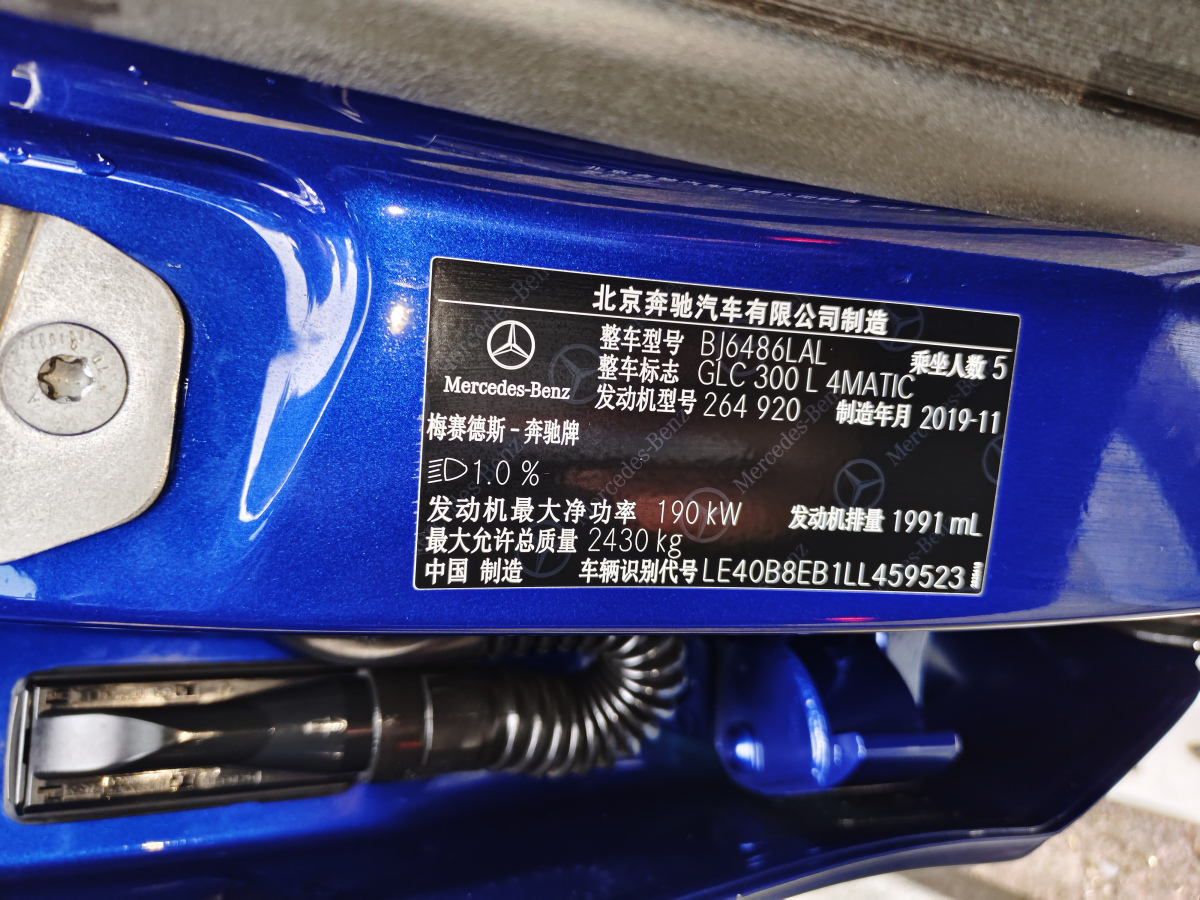 北京奔驰汽车有限公司制造
Mercedes-Benz
整车型号 BJ6486LAL
乘坐人数 5
整车标志 GLC 300 L 4MATIC
发动机型号 264 920
制造年月 2019-11
梅赛德斯-奔驰牌
1.0 %
发动机最大净功率 190 kW
发动机排量 1991 mL
最大允许总质量 2430 kg
中国 制造
车辆识别代号 LE40B8EB1LL459523